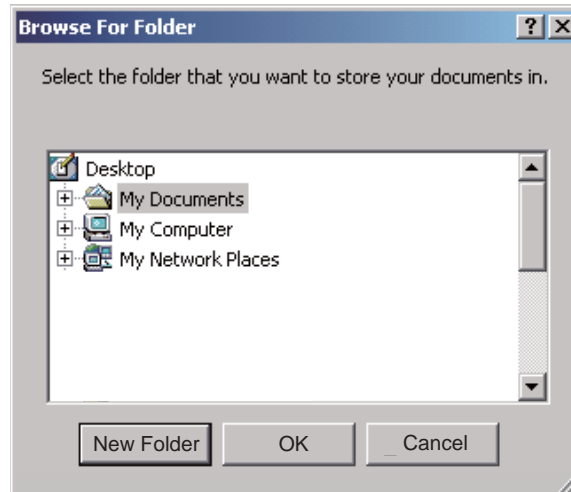 Browse For Folder
Select the folder that you want to store your documents in.
Desktop
My Documents
My Computer
My Network Places
New Folder
OK
Cancel